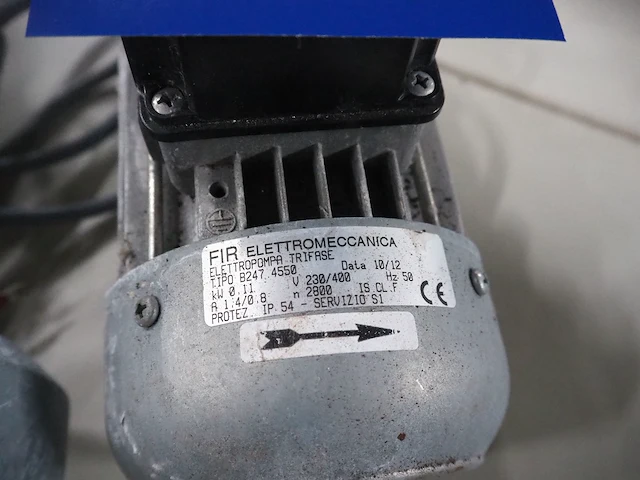 FIR ELETTROMECCANICA
ELETTROPOMPA TRIFASE
TIPO B247 4550 Data 10/12
kW 0.11 V 230/400 Hz 50
A 1.4/0.8 n 2800 IS CL F
PROTEZ. IP 54 - SERVIZIO S1
CE